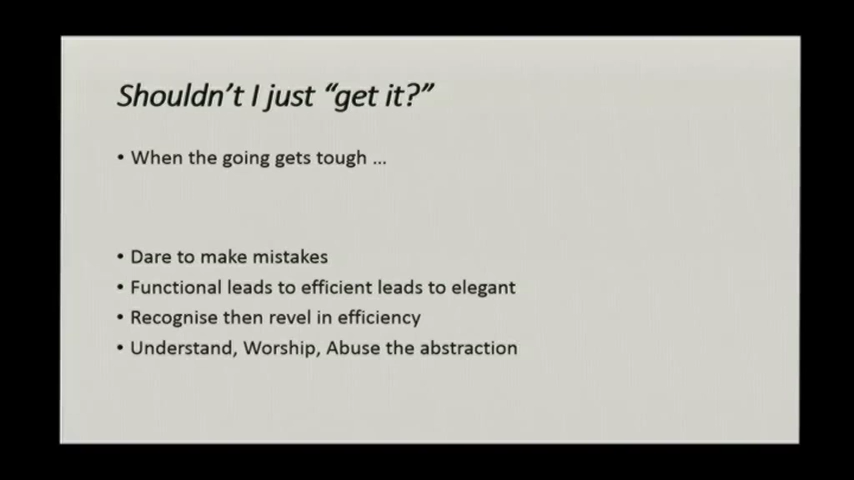 Shouldn't I just “get it?”
• When the going gets tough ...
• Dare to make mistakes
• Functional leads to efficient leads to elegant
• Recognise then revel in efficiency
• Understand, Worship, Abuse the abstraction